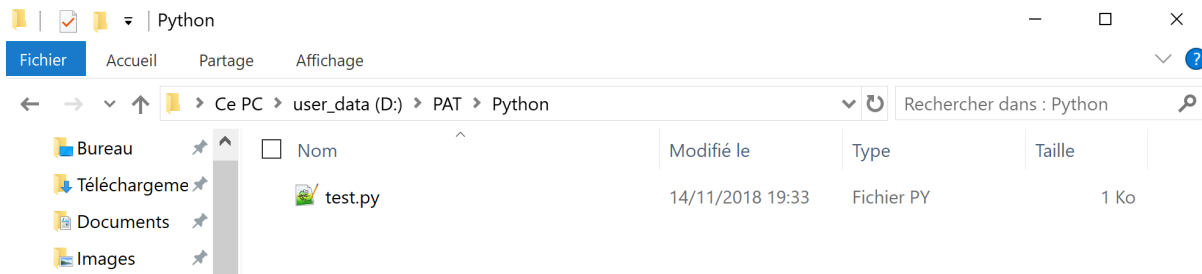 Python
Fichier Accueil Partage Affichage ?
Ce PC > user_data (D:) > PAT > Python Rechercher dans : Python
Bureau Nom Modifié le Type Taille
Téléchargeme test.py 14/11/2018 19:33 Fichier PY 1 Ko
Documents
Images